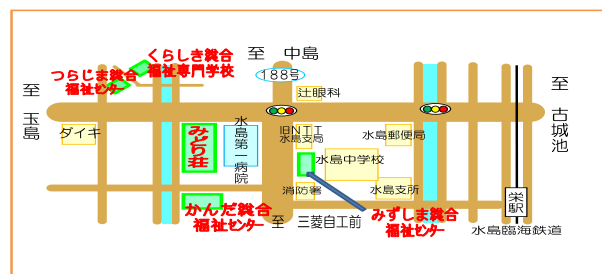 至 中島
くらしき総合
福祉専門学校
188号
つらじま総合
福祉センター
至 玉島
辻眼科
至 古城池
ダイキ
みどり荘
水島第一病院
旧NTT
水島支局
水島郵便局
水島中学校
消防署
水島支所
かんだ総合
福祉センター
至 三菱自工前
みずしま総合
福祉センター
栄駅
水島臨海鉄道